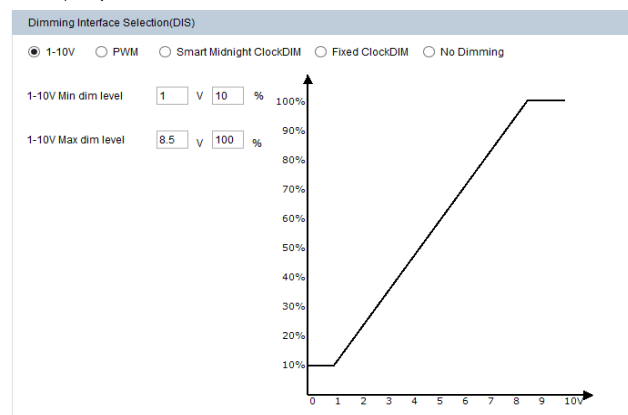 Dimming Interface Selection(DIS)
1-10V PWM Smart Midnight ClockDIM Fixed ClockDIM No Dimming
1-10V Min dim level 1 V 10 %
1-10V Max dim level 8.5 V 100 %
100%
90%
80%
70%
60%
50%
40%
30%
20%
10%
0 1 2 3 4 5 6 7 8 9 10V